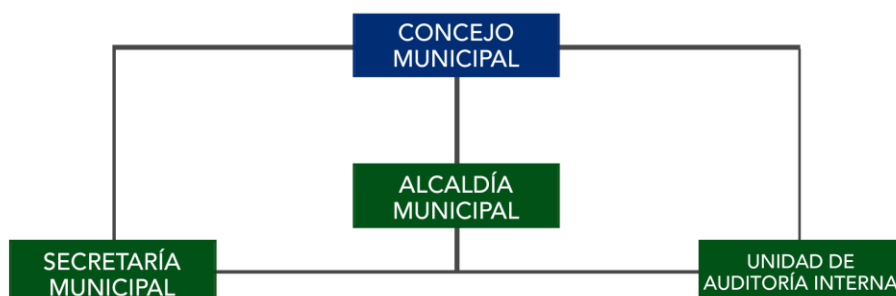 CONCEJO
MUNICIPAL
ALCALDÍA
MUNICIPAL
SECRETARÍA
MUNICIPAL
UNIDAD DE
AUDITORÍA INTERNA